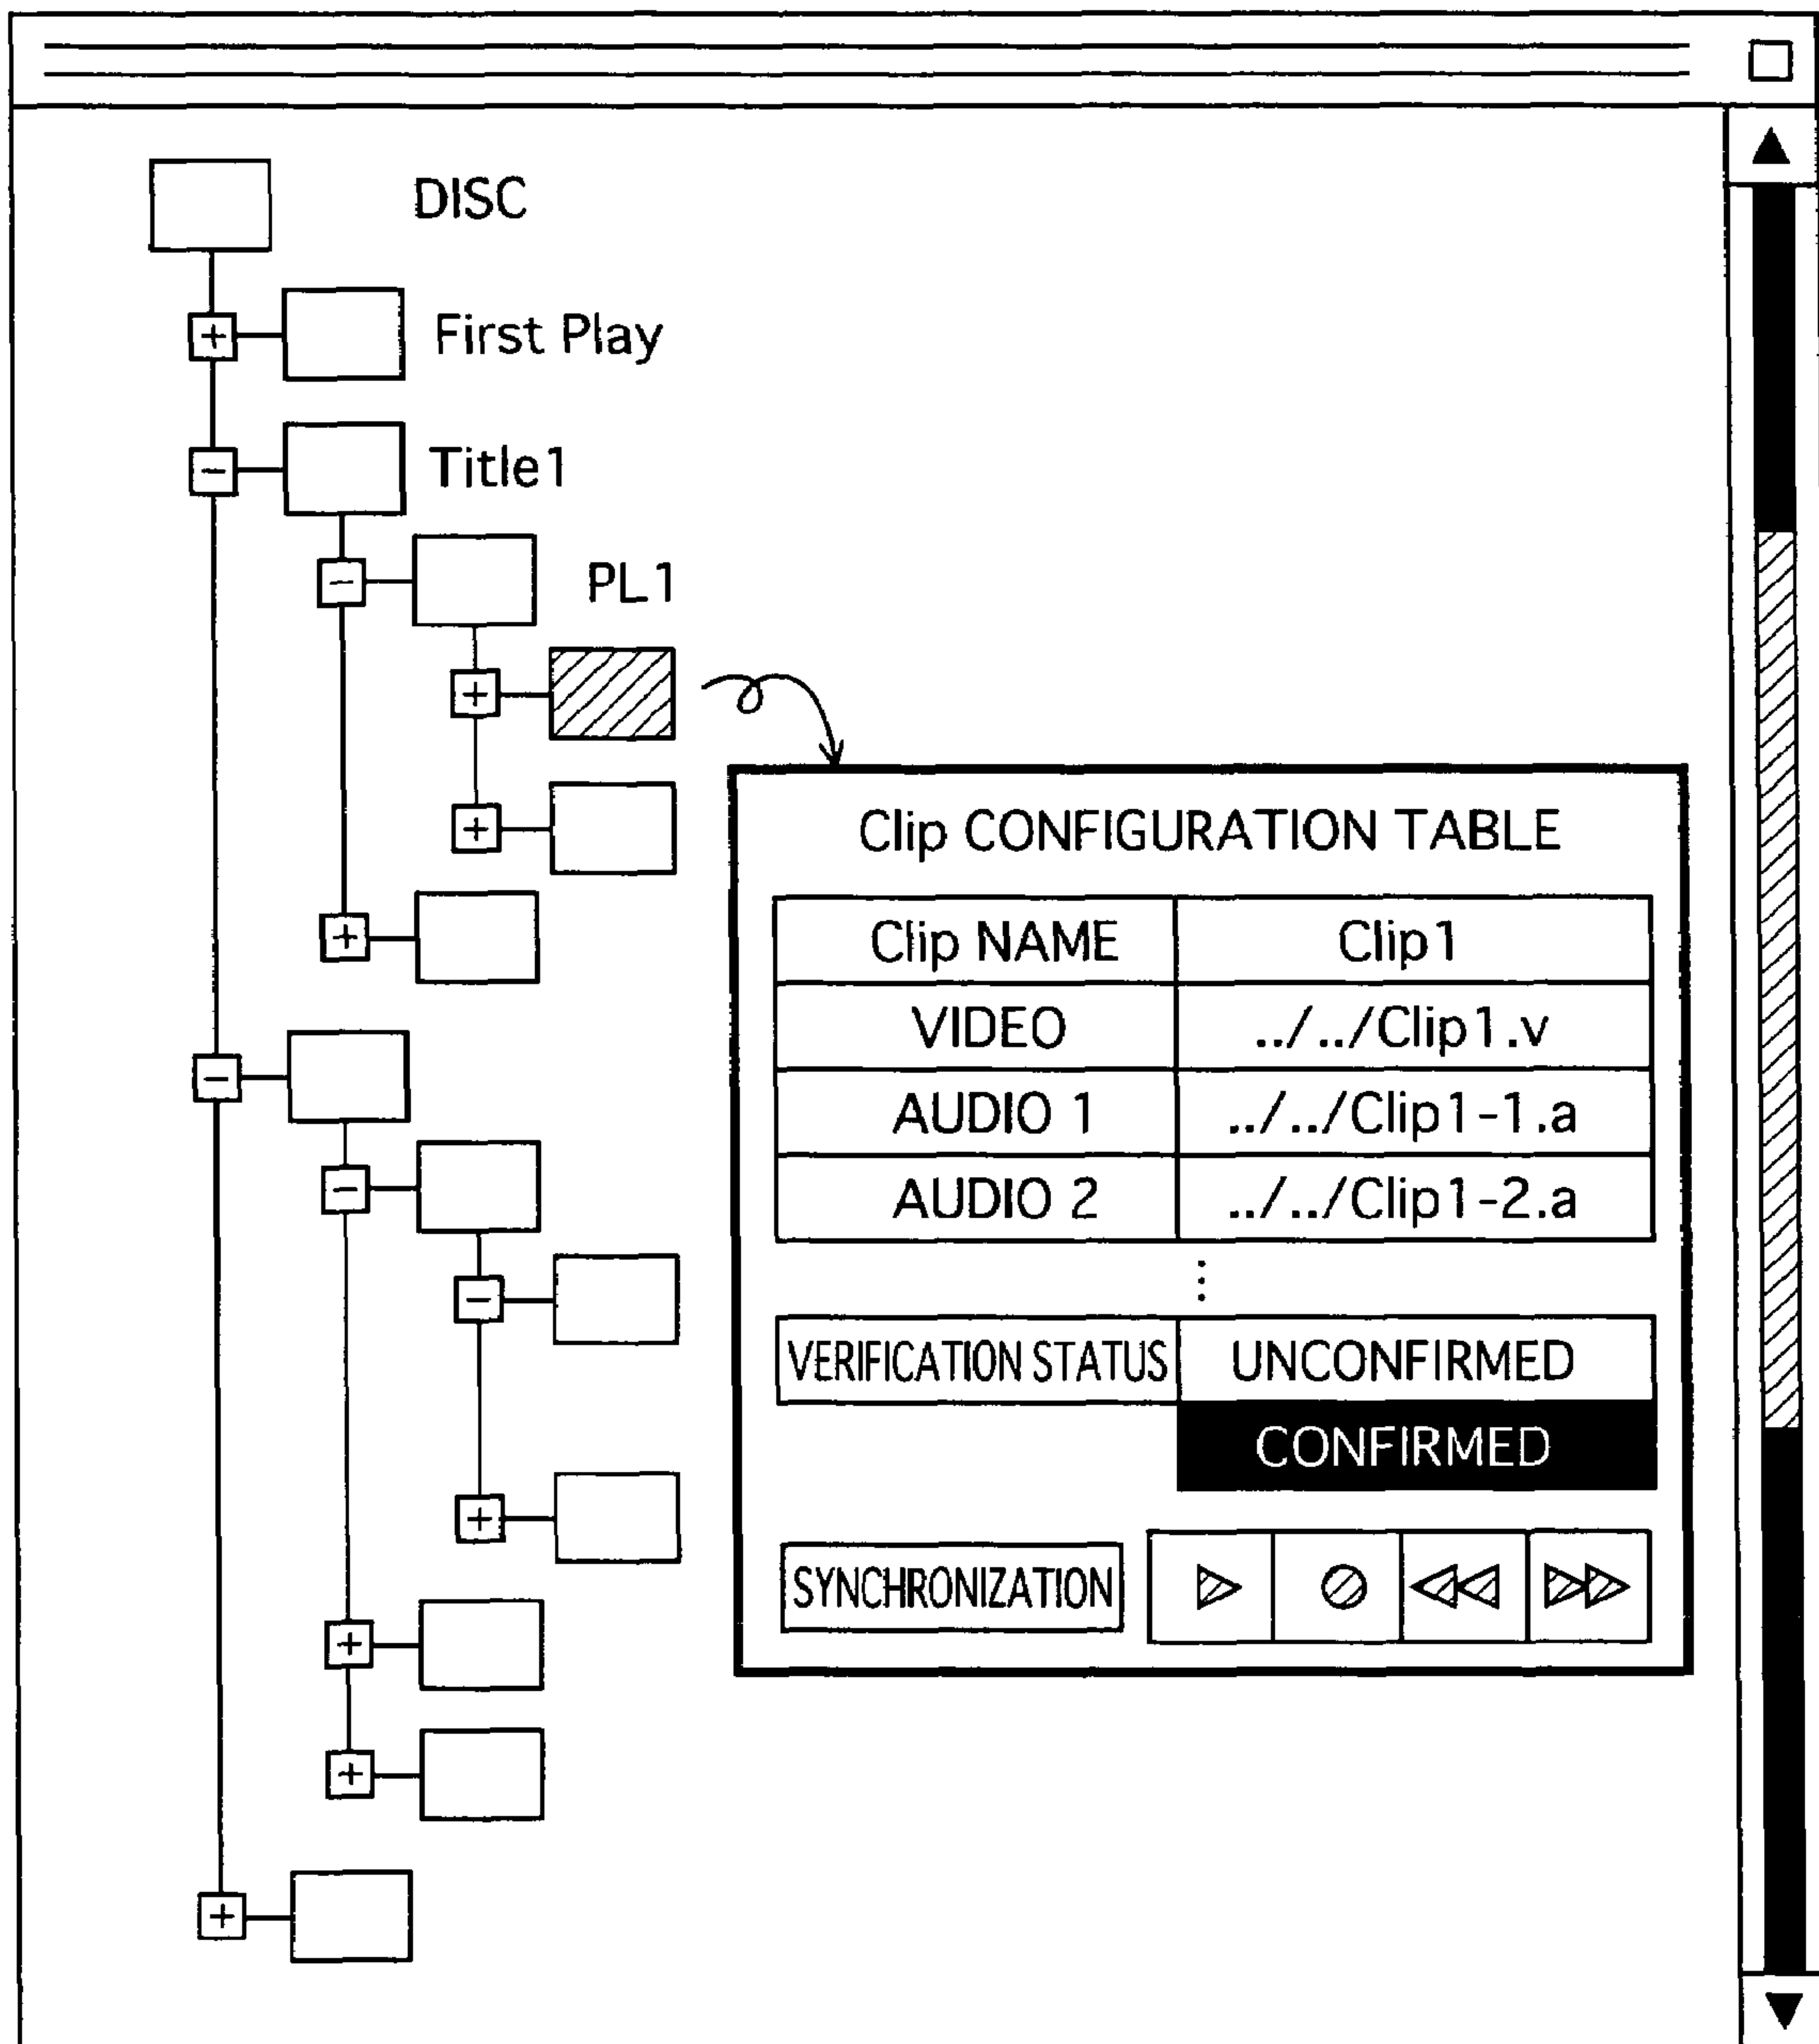 DISC
First Play
Title1
PL1
Clip CONFIGURATION TABLE
Clip NAME Clip1
VIDEO ../../Clip1.v
AUDIO 1 ../../Clip1-1.a
AUDIO 2 ../../Clip1-2.a
⋮
VERIFICATION STATUS UNCONFIRMED
CONFIRMED
SYNCHRONIZATION